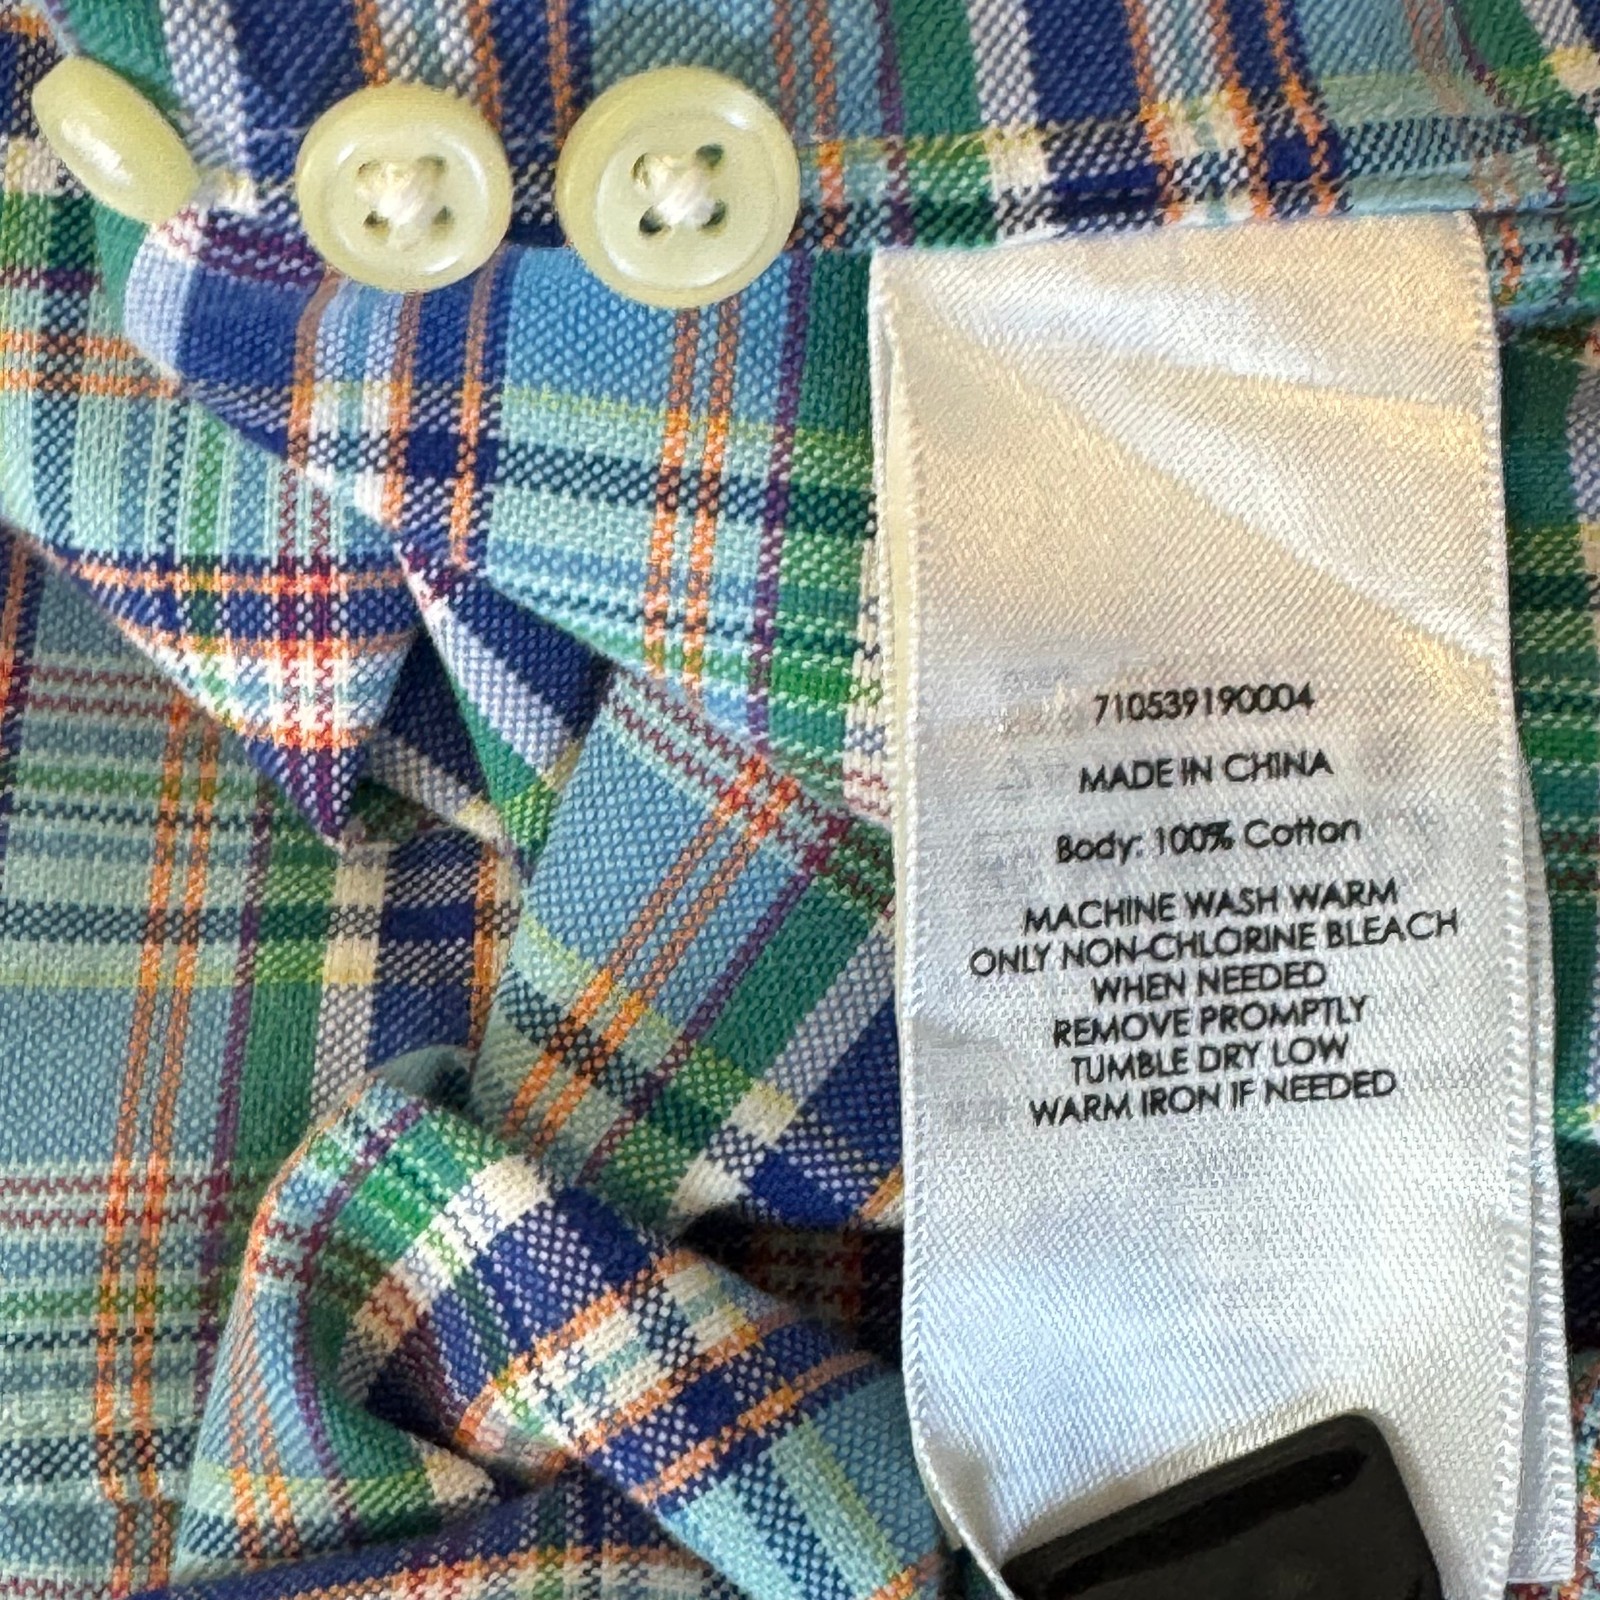 710539190004
MADE IN CHINA
Body: 100% Cotton
MACHINE WASH WARM
ONLY NON-CHLORINE BLEACH
WHEN NEEDED
REMOVE PROMPTLY
TUMBLE DRY LOW
WARM IRON IF NEEDED